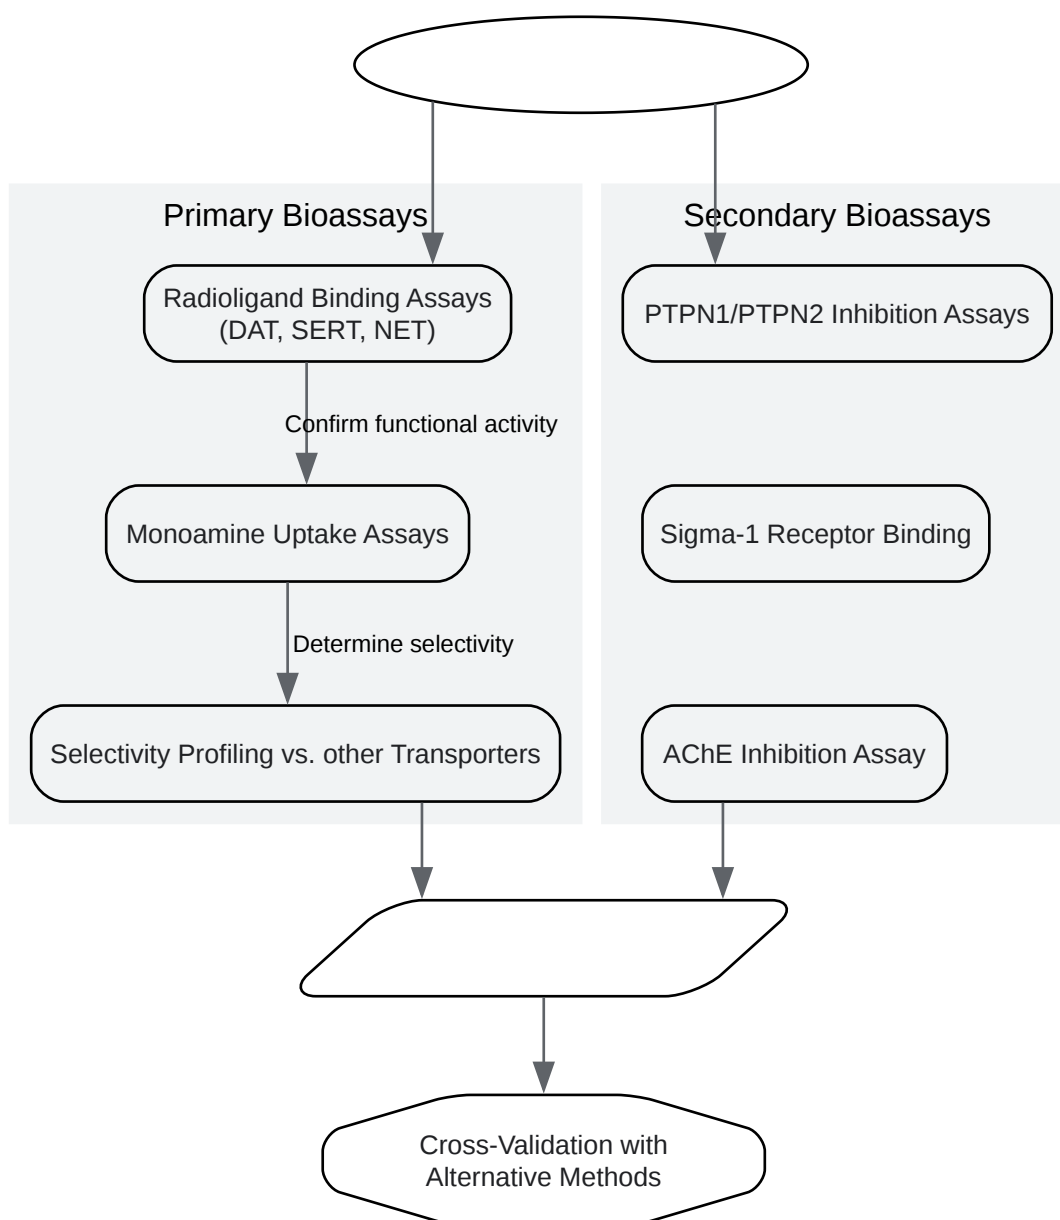 Primary Bioassays
Secondary Bioassays
Radioligand Binding Assays
(DAT, SERT, NET)
PTPN1/PTPN2 Inhibition Assays
Confirm functional activity
Monoamine Uptake Assays
Sigma-1 Receptor Binding
Determine selectivity
Selectivity Profiling vs. other Transporters
AChE Inhibition Assay
Cross-Validation with
Alternative Methods